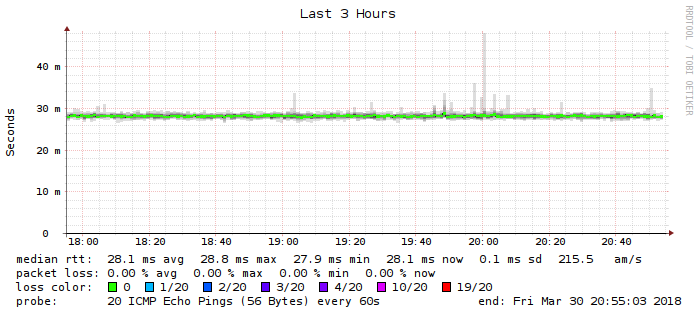 Last 3 Hours
RRDTOOL / TOBI OETIKER
Seconds
40 m
30 m
20 m
10 m
0
18:00 18:20 18:40 19:00 19:20 19:40 20:00 20:20 20:40
median rtt: 28.1 ms avg 28.8 ms max 27.9 ms min 28.1 ms now 0.1 ms sd 215.5 am/s
packet loss: 0.00 % avg 0.00 % max 0.00 % min 0.00 % now
loss color: 0 1/20 2/20 3/20 4/20 10/20 19/20
probe: 20 ICMP Echo Pings (56 Bytes) every 60s end: Fri Mar 30 20:55:03 2018